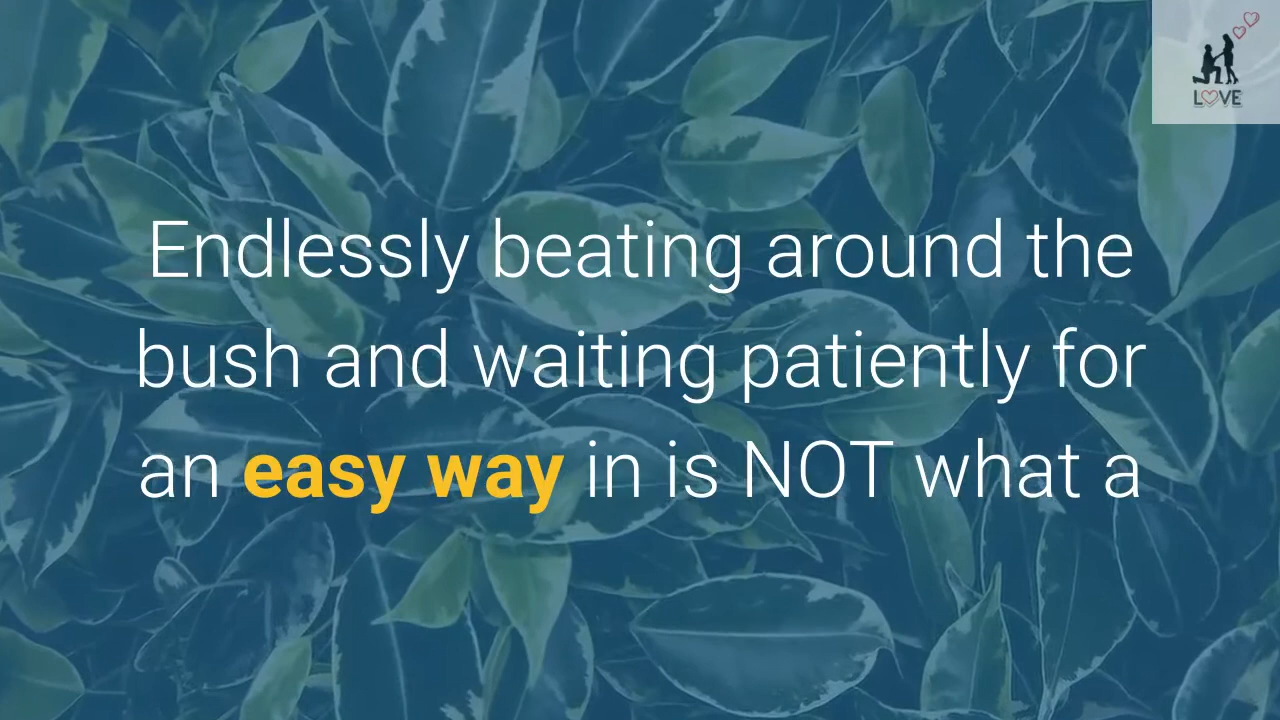 LOVE
Endlessly beating around the
bush and waiting patiently for
an easy way in is NOT what a